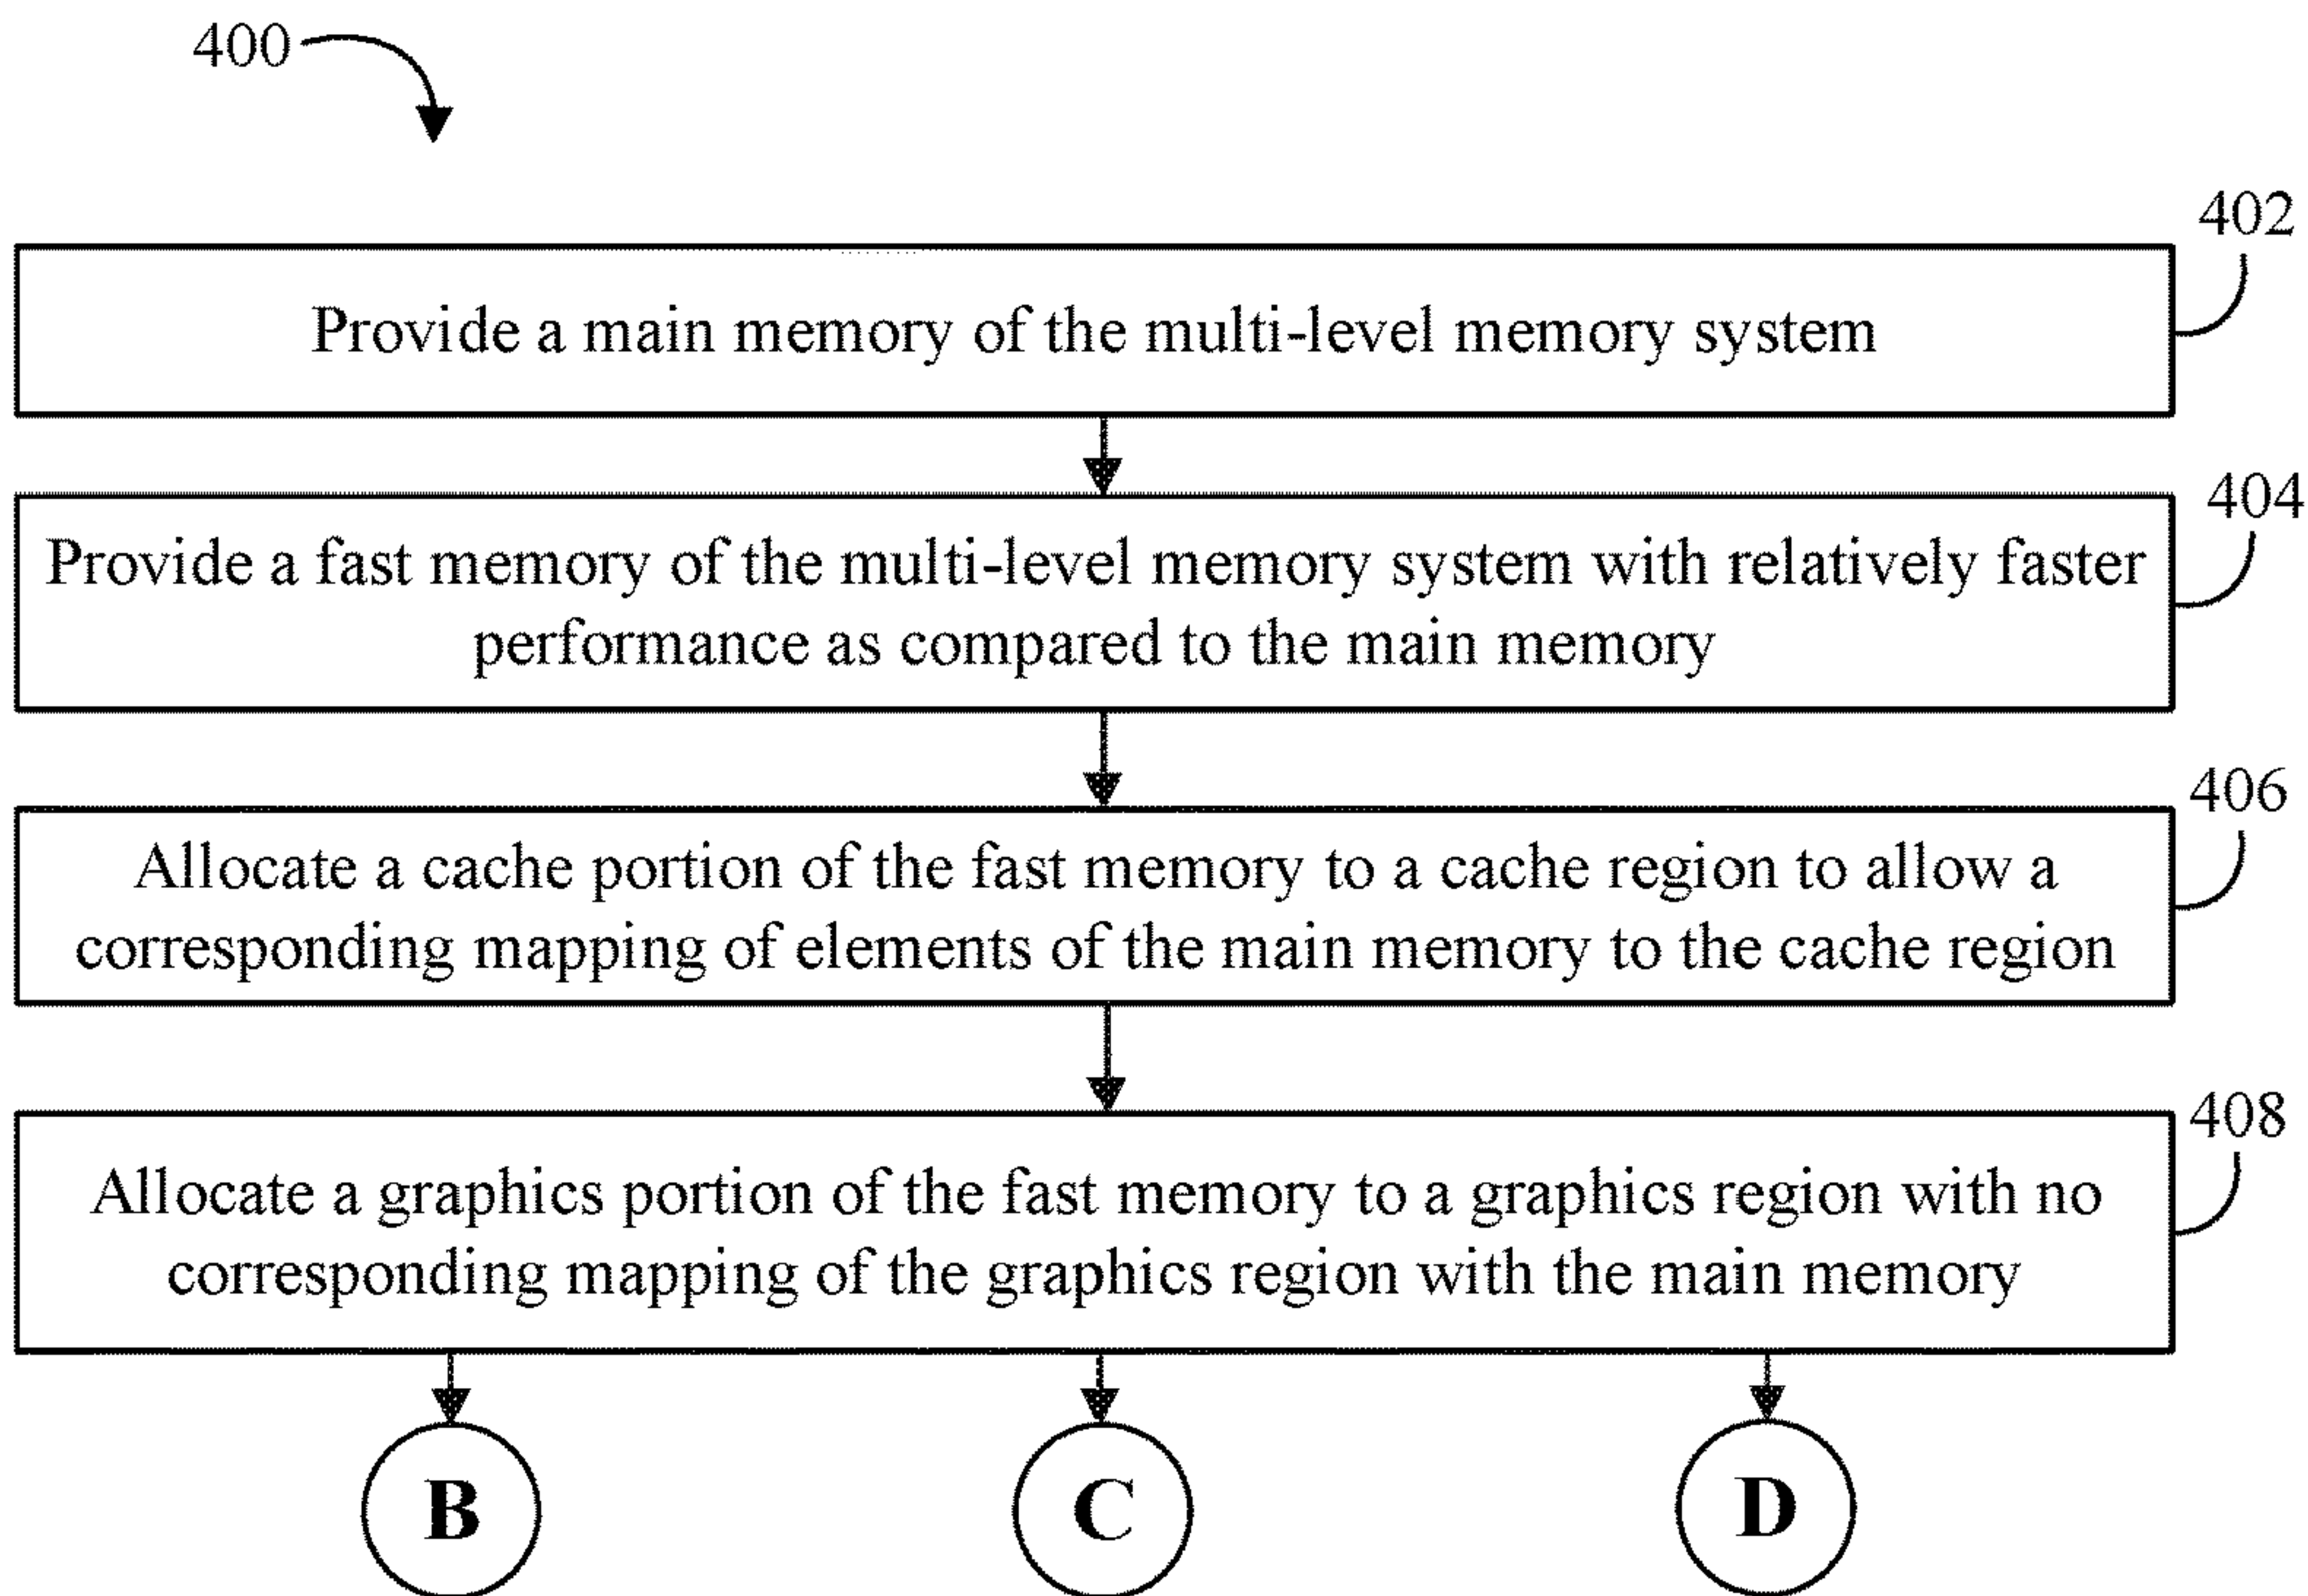 400
402
Provide a main memory of the multi-level memory system
404
Provide a fast memory of the multi-level memory system with relatively faster
performance as compared to the main memory
406
Allocate a cache portion of the fast memory to a cache region to allow a
corresponding mapping of elements of the main memory to the cache region
408
Allocate a graphics portion of the fast memory to a graphics region with no
corresponding mapping of the graphics region with the main memory
B
C
D